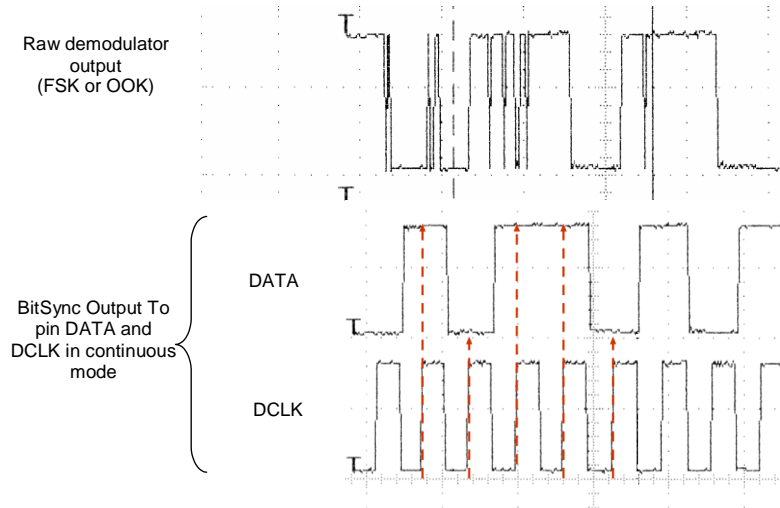 Raw demodulator
output
(FSK or OOK)
DATA
BitSync Output To
pin DATA and
DCLK in continuous
mode
DCLK